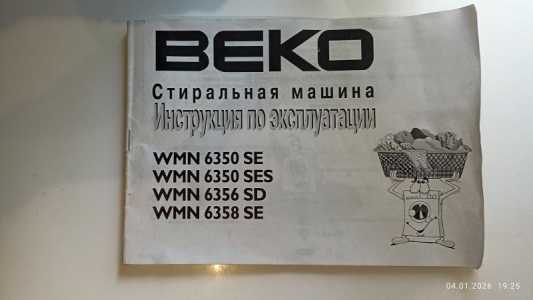 BEKO
Стиральная машина
Инструкция по эксплуатации
WMN 6350 SE
WMN 6350 SES
WMN 6356 SD
WMN 6358 SE
04.01.2026 19:25